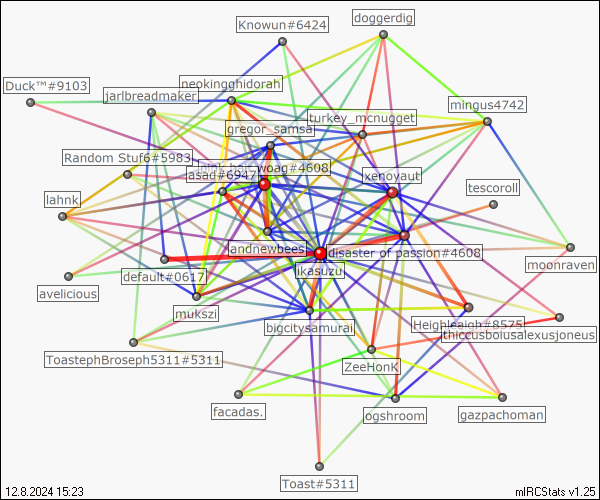 doggerdig
Knowun#6424
Duck™#9103
neokingghidorah
jarlbreadmaker
mingus4742
turkey_mcnugget
gregor_samsa
Random Stuf6#5983
woag#4608
asad#6947
xenoyaut
tescoroll
lahnk
landnewbees
disaster of passion#4608
moonraven
default#0617
ikasuzu
avelicious
mukszi
bigcitysamurai
Heighleaigh#8575
thiccusboiusalexusjoneus
ToastephBroseph5311#5311
ZeeHonK
facadas.
ogshroom
gazpachoman
Toast#5311
12.8.2024 15:23
mIRCStats v1.25